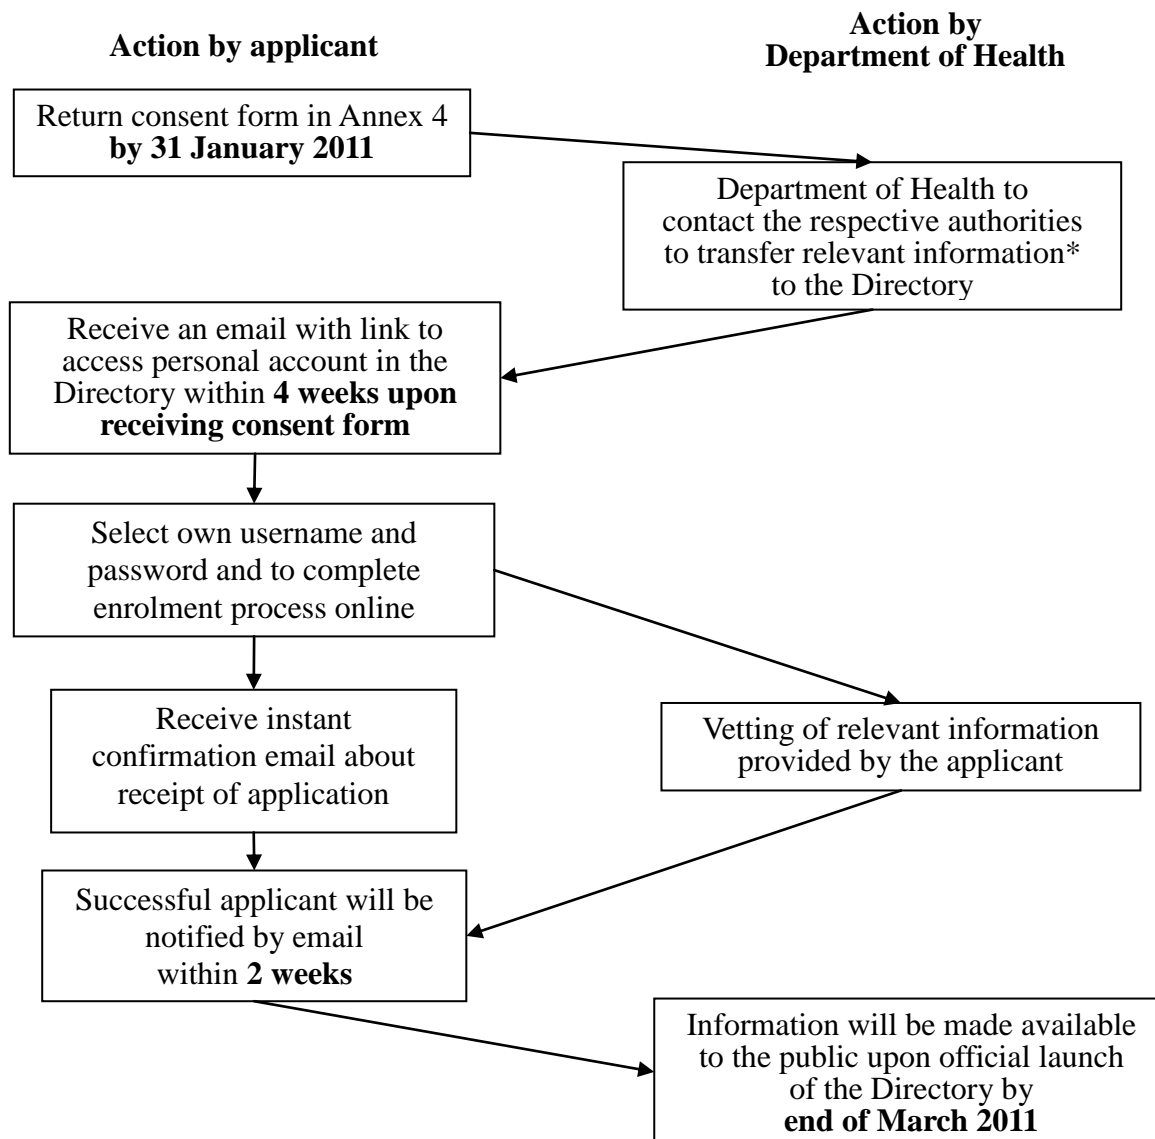 Action by applicant
Action by
Department of Health
Return consent form in Annex 4
by 31 January 2011
Department of Health to
contact the respective authorities
to transfer relevant information*
to the Directory
Receive an email with link to
access personal account in the
Directory within 4 weeks upon
receiving consent form
Select own username and
password and to complete
enrolment process online
Receive instant
confirmation email about
receipt of application
Vetting of relevant information
provided by the applicant
Successful applicant will be
notified by email
within 2 weeks
Information will be made available
to the public upon official launch
of the Directory by
end of March 2011